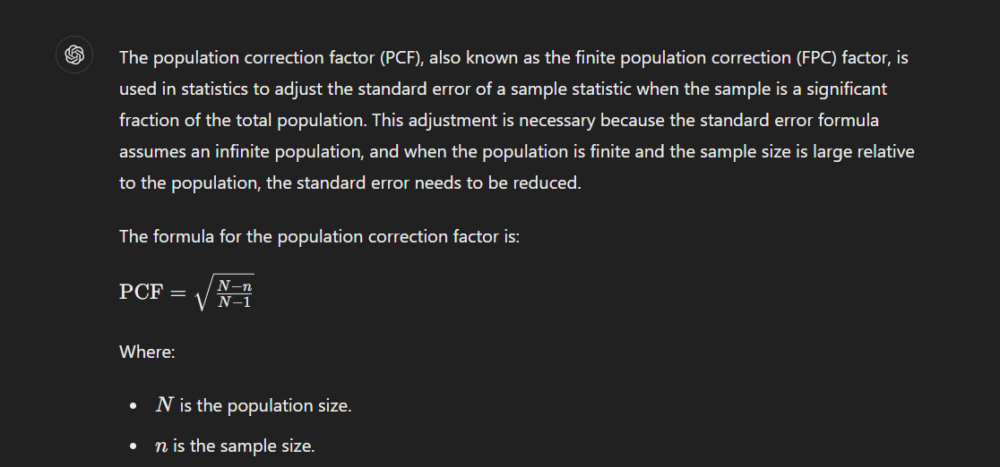 The population correction factor (PCF), also known as the finite population correction (FPC) factor, is
used in statistics to adjust the standard error of a sample statistic when the sample is a significant
fraction of the total population. This adjustment is necessary because the standard error formula
assumes an infinite population, and when the population is finite and the sample size is large relative
to the population, the standard error needs to be reduced.
The formula for the population correction factor is:
PCF = √((N−n)/(N−1))
Where:
• N is the population size.
• n is the sample size.